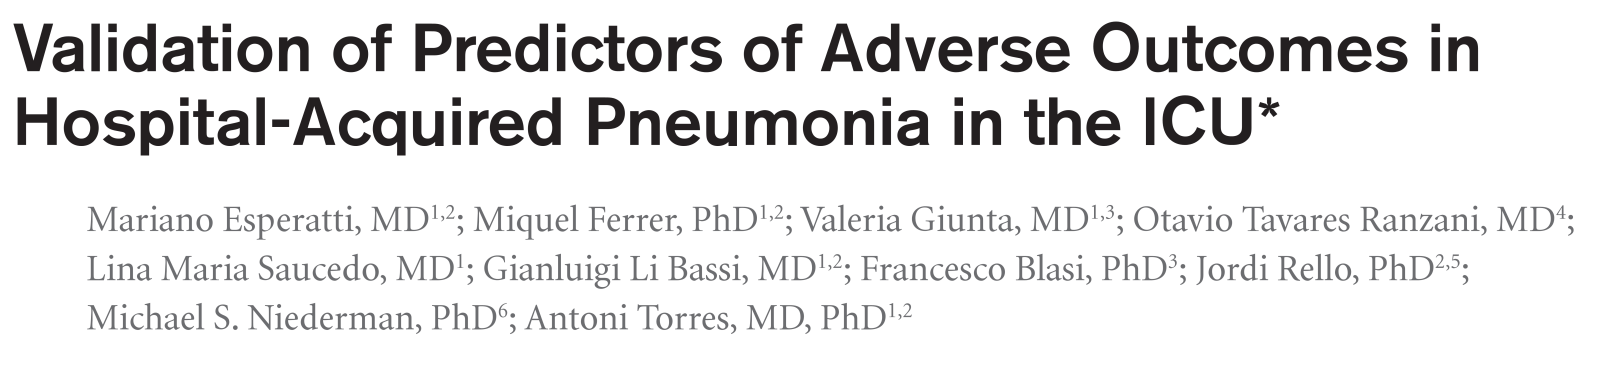 Validation of Predictors of Adverse Outcomes in
Hospital-Acquired Pneumonia in the ICU*
Mariano Esperatti, MD1,2; Miquel Ferrer, PhD1,2; Valeria Giunta, MD1,3; Otavio Tavares Ranzani, MD4;
Lina Maria Saucedo, MD1; Gianluigi Li Bassi, MD1,2; Francesco Blasi, PhD3; Jordi Rello, PhD2,5;
Michael S. Niederman, PhD6; Antoni Torres, MD, PhD1,2